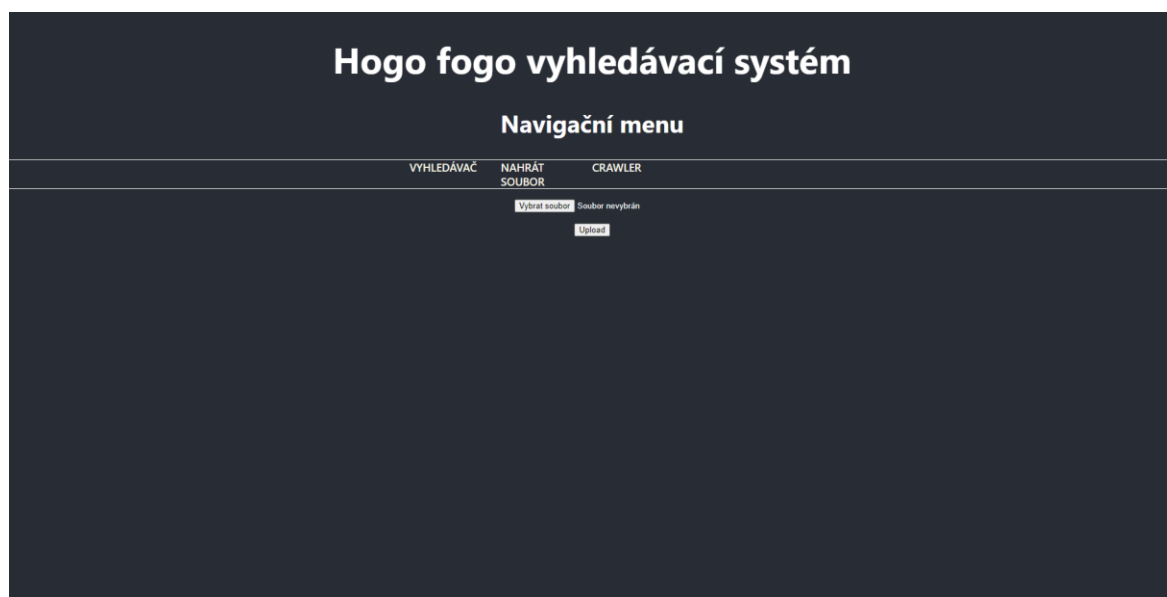 Hogo fogo vyhledávací systém
Navigační menu
VYHLEDÁVAČ NAHRÁT SOUBOR CRAWLER
Vybrat soubor Soubor nevybrán
Upload